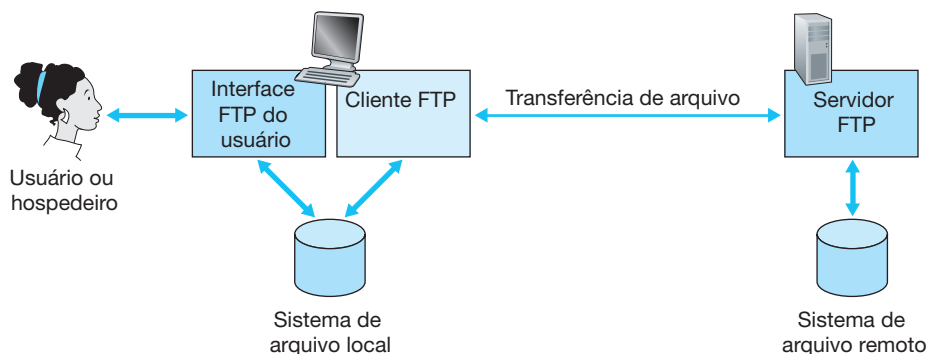 Interface
FTP do
usuário
Cliente FTP
Transferência de arquivo
Servidor
FTP
Usuário ou
hospedeiro
Sistema de
arquivo local
Sistema de
arquivo remoto